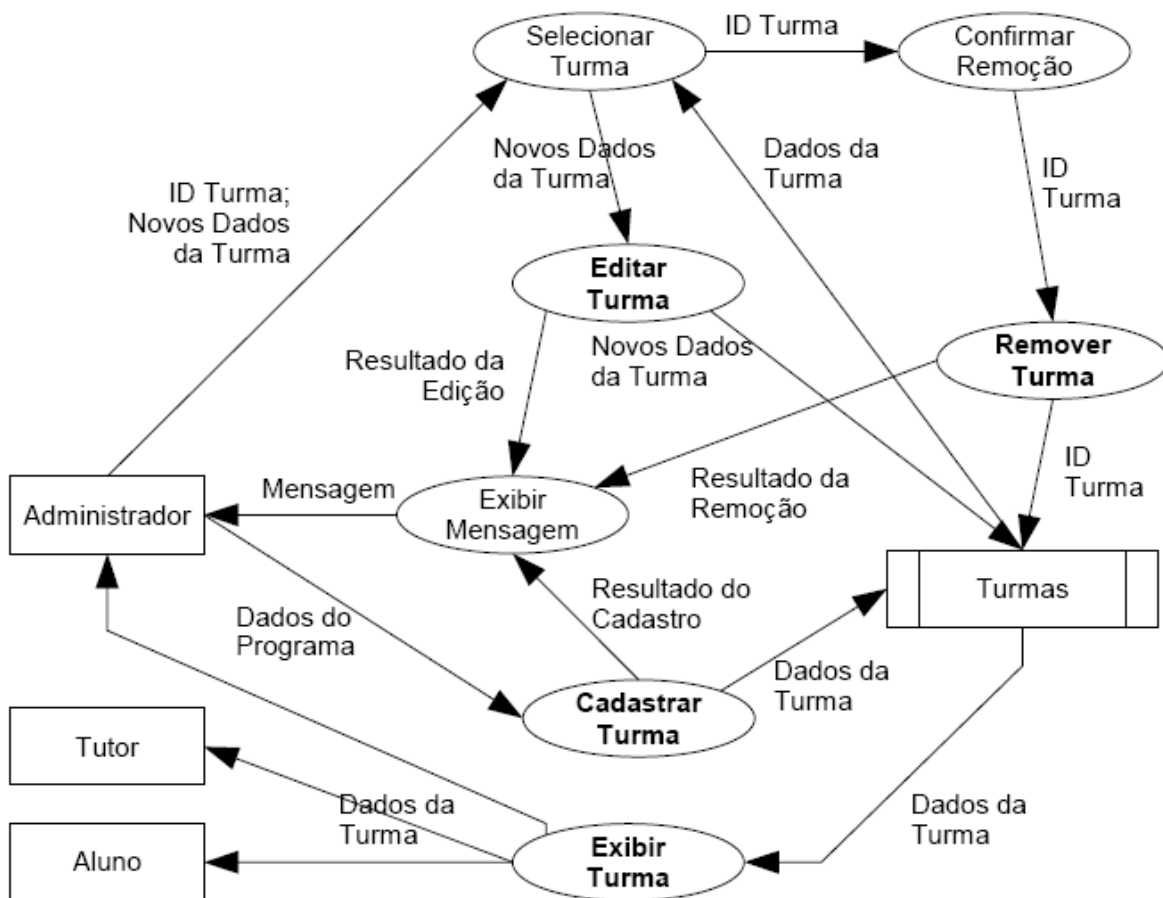 Selecionar
Turma
ID Turma
Confirmar
Remoção
Novos Dados
da Turma
Dados da
Turma
ID
Turma
ID Turma;
Novos Dados
da Turma
Editar
Turma
Resultado da
Edição
Novos Dados
da Turma
Remover
Turma
Mensagem
Administrador
Exibir
Mensagem
Resultado da
Remoção
ID
Turma
Turmas
Dados do
Programa
Resultado do
Cadastro
Dados da
Turma
Cadastrar
Turma
Tutor
Dados da
Turma
Dados da
Turma
Aluno
Exibir
Turma